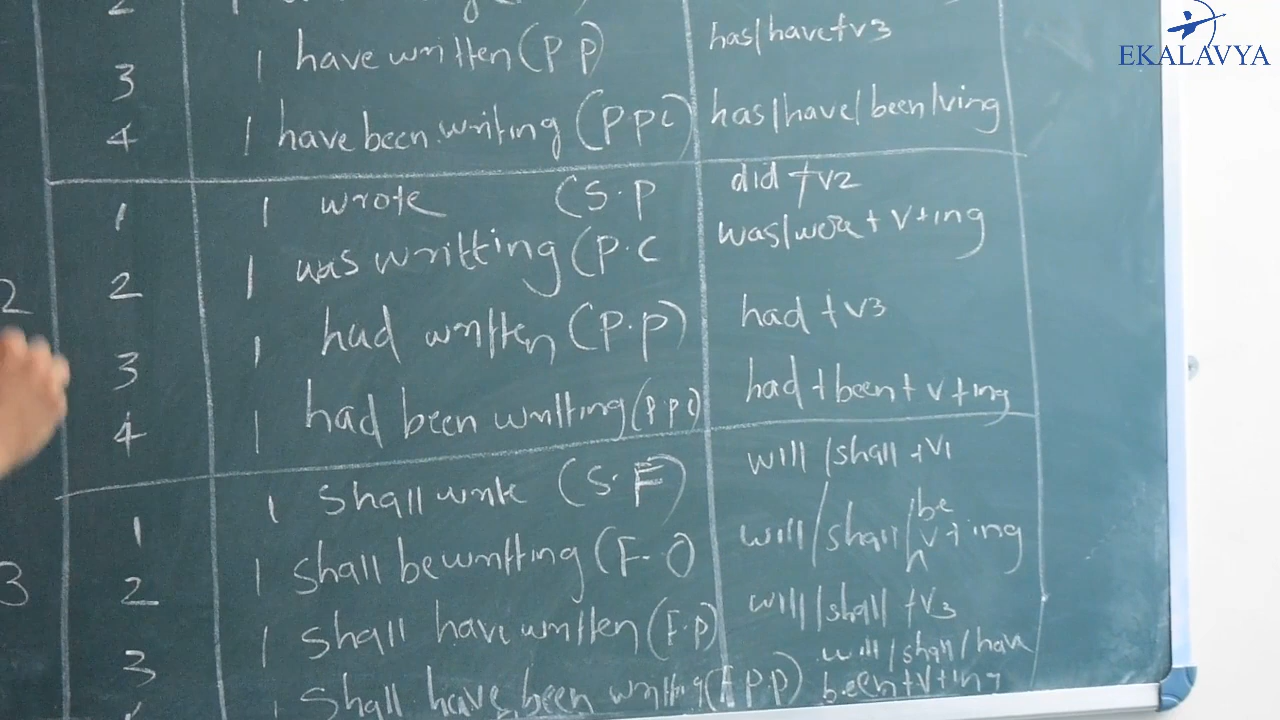 EKALAVYA
2
3 I have written (P P) has/have+v3
4 I have been writing (P.PC) has/have/been/ving
1 I wrote (S.P did +v2
2 2 I was writting (P.C was/were + v+ing
3 I had written (P.P) had +v3
4 I had been writting (P.PC) had +been+ v +ing
1 I shall write (S.F) will /shall +V1
be
3 2 I shall be writting (F.C) will/shall/v+ing
3 I shall have written (F.P) will/shall +V3
will/shall/have
I shall have been writting (F P.P) been+v+ing